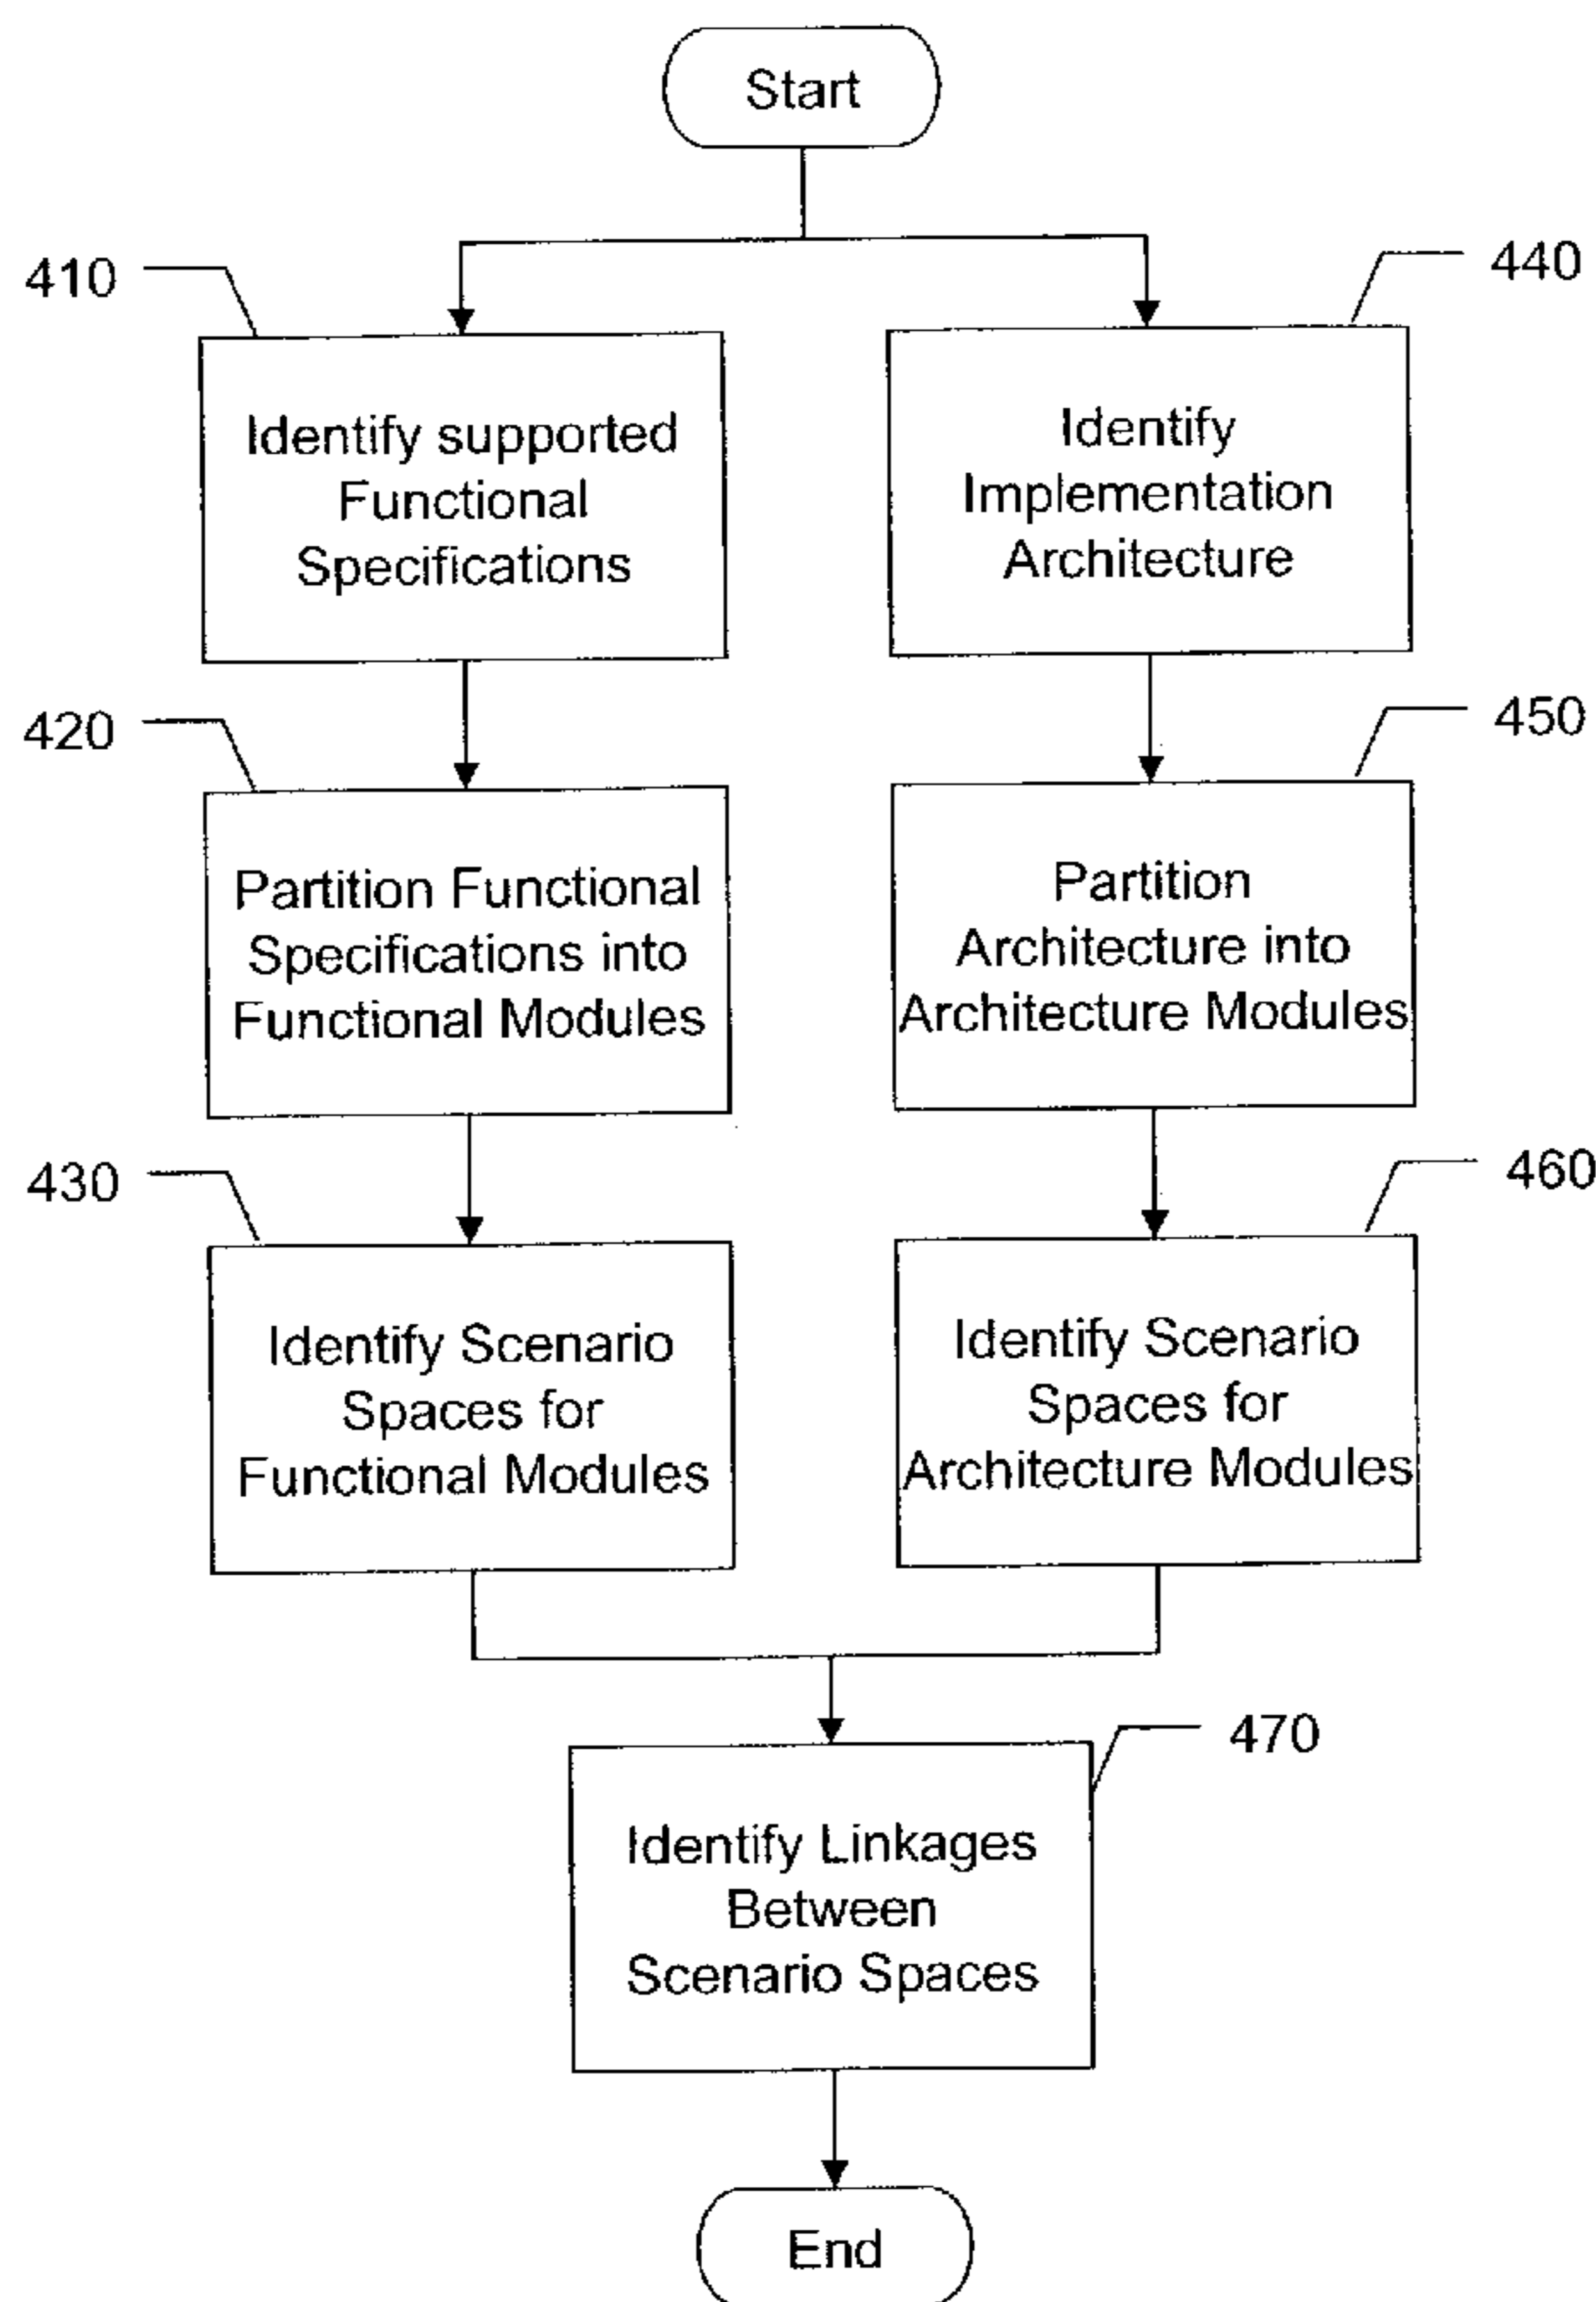 Start
410
Identify supported
Functional
Specifications
440
Identify
Implementation
Architecture
420
Partition Functional
Specifications into
Functional Modules
450
Partition
Architecture into
Architecture Modules
430
Identify Scenario
Spaces for
Functional Modules
460
Identify Scenario
Spaces for
Architecture Modules
470
Identify Linkages
Between
Scenario Spaces
End